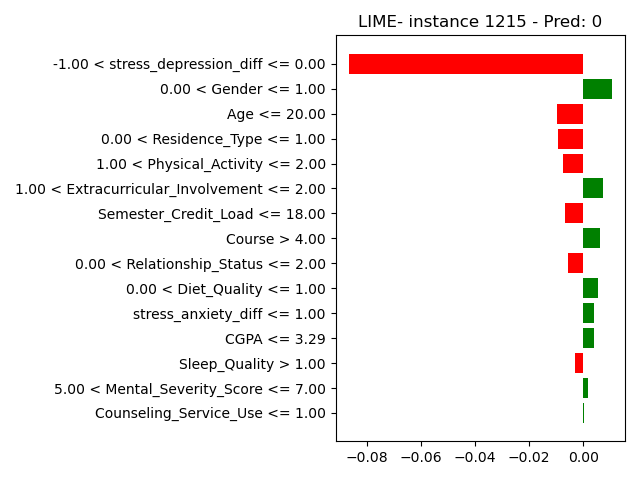 LIME- instance 1215 - Pred: 0
-1.00 < stress_depression_diff <= 0.00
0.00 < Gender <= 1.00
Age <= 20.00
0.00 < Residence_Type <= 1.00
1.00 < Physical_Activity <= 2.00
1.00 < Extracurricular_Involvement <= 2.00
Semester_Credit_Load <= 18.00
Course > 4.00
0.00 < Relationship_Status <= 2.00
0.00 < Diet_Quality <= 1.00
stress_anxiety_diff <= 1.00
CGPA <= 3.29
Sleep_Quality > 1.00
5.00 < Mental_Severity_Score <= 7.00
Counseling_Service_Use <= 1.00
−0.08 −0.06 −0.04 −0.02 0.00